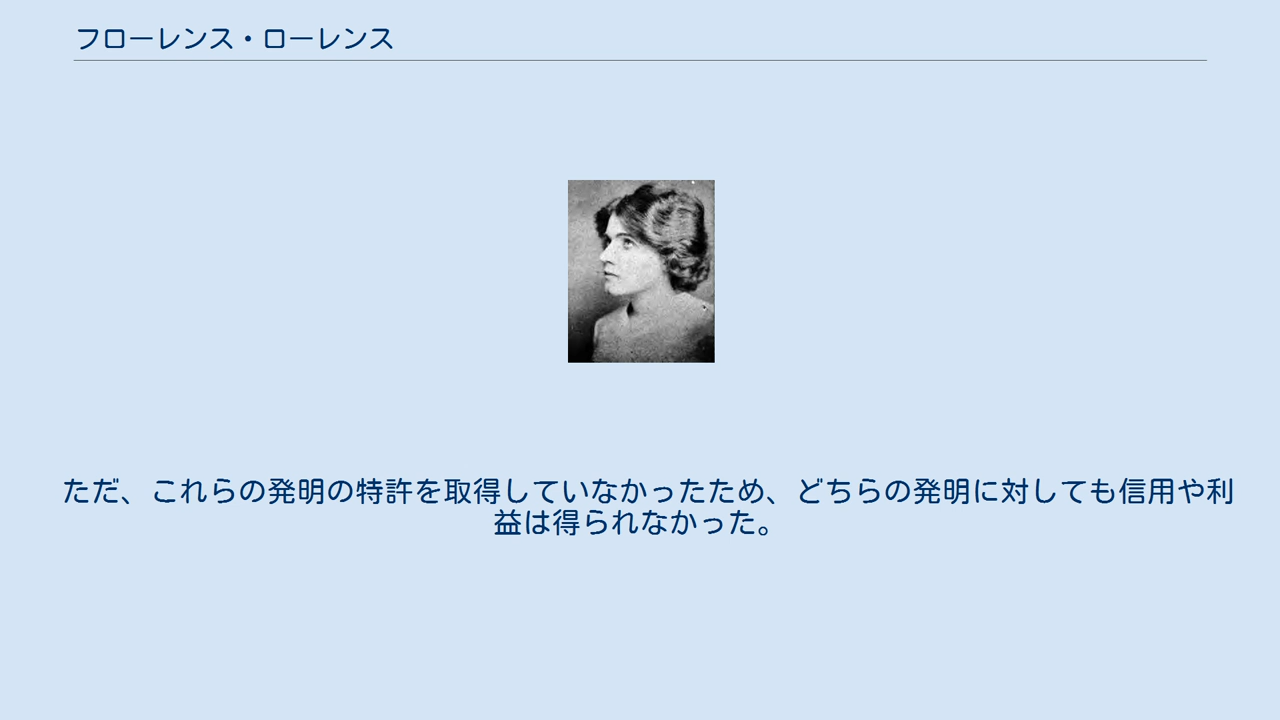 フローレンス・ローレンス
ただ、これらの発明の特許を取得していなかったため、どちらの発明に対しても信用や利
益は得られなかった。